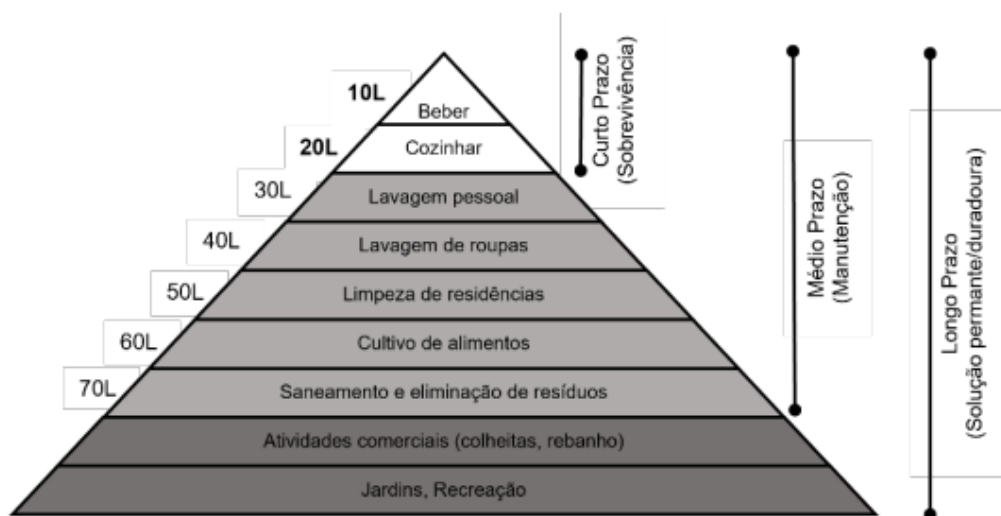 10L
Beber
20L
Cozinhar
30L
Lavagem pessoal
40L
Lavagem de roupas
50L
Limpeza de residências
60L
Cultivo de alimentos
70L
Saneamento e eliminação de resíduos
Atividades comerciais (colheitas, rebanho)
Jardins, Recreação
Curto Prazo
(Sobrevivência)
Médio Prazo
(Manutenção)
Longo Prazo
(Solução permante/duradoura)